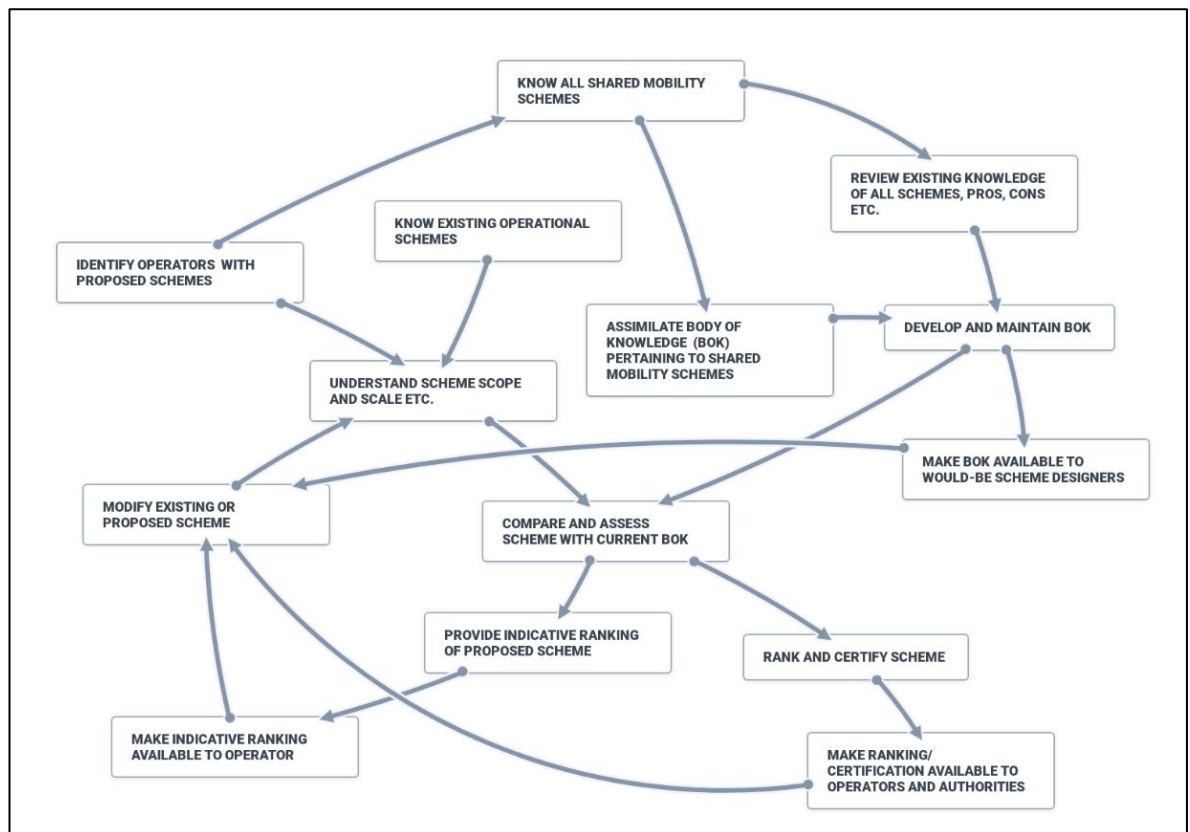 KNOW ALL SHARED MOBILITY
SCHEMES
REVIEW EXISTING KNOWLEDGE
OF ALL SCHEMES, PROS, CONS
ETC.
KNOW EXISTING OPERATIONAL
SCHEMES
IDENTIFY OPERATORS WITH
PROPOSED SCHEMES
ASSIMILATE BODY OF
KNOWLEDGE (BOK)
PERTAINING TO SHARED
MOBILITY SCHEMES
DEVELOP AND MAINTAIN BOK
UNDERSTAND SCHEME SCOPE
AND SCALE ETC.
MAKE BOK AVAILABLE TO
WOULD-BE SCHEME DESIGNERS
MODIFY EXISTING OR
PROPOSED SCHEME
COMPARE AND ASSESS
SCHEME WITH CURRENT BOK
PROVIDE INDICATIVE RANKING
OF PROPOSED SCHEME
RANK AND CERTIFY SCHEME
MAKE INDICATIVE RANKING
AVAILABLE TO OPERATOR
MAKE RANKING/
CERTIFICATION AVAILABLE TO
OPERATORS AND AUTHORITIES